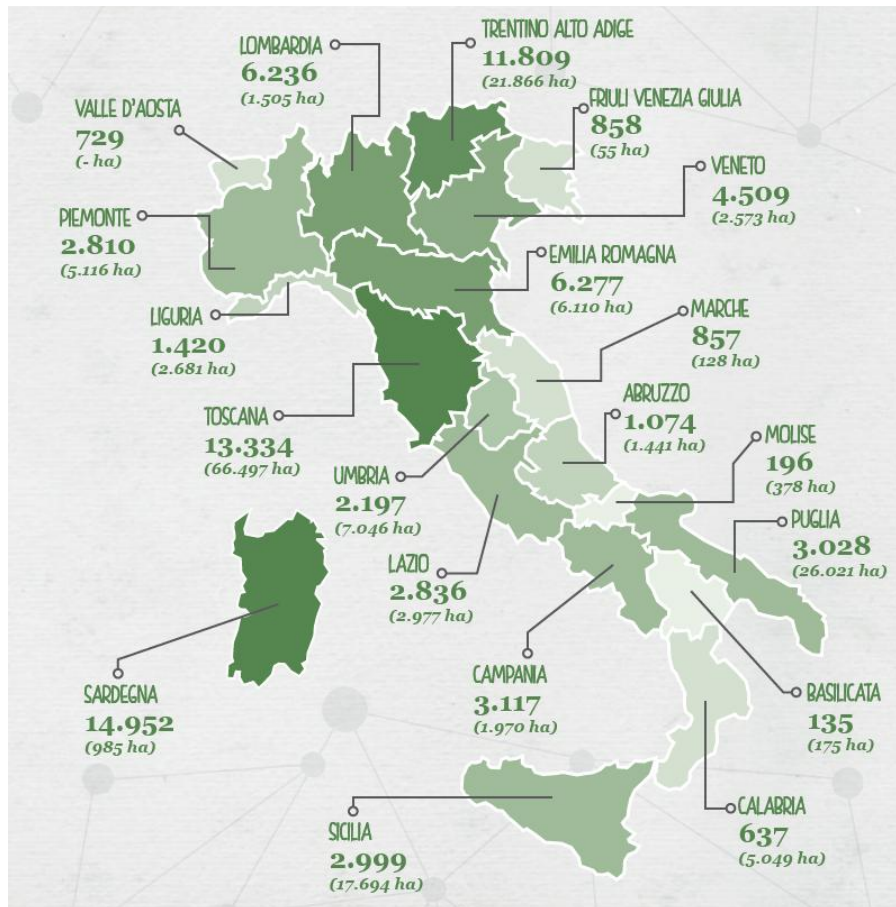 TRENTINO ALTO ADIGE
11.809
(21.866 ha)
LOMBARDIA
6.236
(1.505 ha)
FRIULI VENEZIA GIULIA
858
(55 ha)
VALLE D'AOSTA
729
(- ha)
VENETO
4.509
(2.573 ha)
PIEMONTE
2.810
(5.116 ha)
EMILIA ROMAGNA
6.277
(6.110 ha)
LIGURIA
1.420
(2.681 ha)
MARCHE
857
(128 ha)
TOSCANA
13.334
(66.497 ha)
ABRUZZO
1.074
(1.441 ha)
MOLISE
196
(378 ha)
UMBRIA
2.197
(7.046 ha)
PUGLIA
3.028
(26.021 ha)
LAZIO
2.836
(2.977 ha)
SARDEGNA
14.952
(985 ha)
CAMPANIA
3.117
(1.970 ha)
BASILICATA
135
(175 ha)
CALABRIA
637
(5.049 ha)
SICILIA
2.999
(17.694 ha)